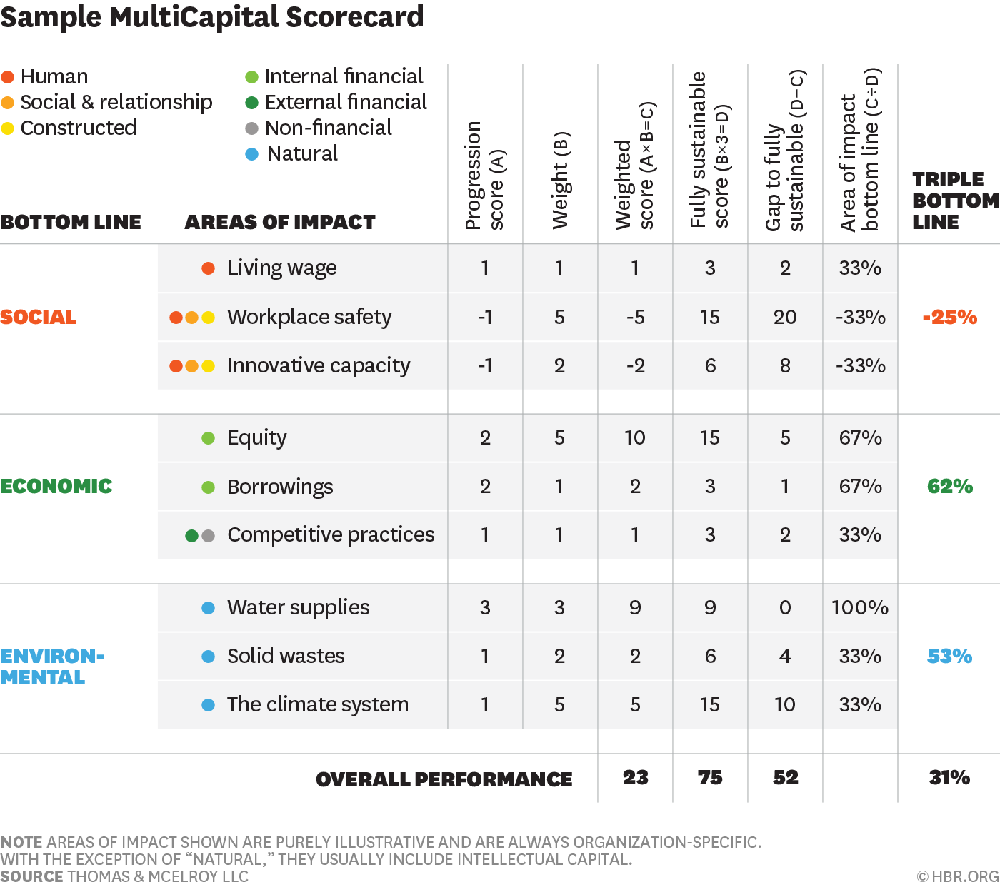 Sample MultiCapital Scorecard
Human
Social & relationship
Constructed
Internal financial
External financial
Non-financial
Natural
BOTTOM LINE
AREAS OF IMPACT
Progression
score (A)
Weight (B)
Weighted
score (A×B=C)
Fully sustainable
score (B×3=D)
Gap to fully
sustainable (D–C)
Area of impact
bottom line (C÷D)
TRIPLE
BOTTOM
LINE
SOCIAL
Living wage 1 1 1 3 2 33%
Workplace safety -1 5 -5 15 20 -33%
-25%
Innovative capacity -1 2 -2 6 8 -33%
ECONOMIC
Equity 2 5 10 15 5 67%
Borrowings 2 1 2 3 1 67%
62%
Competitive practices 1 1 1 3 2 33%
ENVIRON-
MENTAL
Water supplies 3 3 9 9 0 100%
Solid wastes 1 2 2 6 4 33%
53%
The climate system 1 5 5 15 10 33%
OVERALL PERFORMANCE 23 75 52 31%
NOTE AREAS OF IMPACT SHOWN ARE PURELY ILLUSTRATIVE AND ARE ALWAYS ORGANIZATION-SPECIFIC.
WITH THE EXCEPTION OF “NATURAL,” THEY USUALLY INCLUDE INTELLECTUAL CAPITAL.
SOURCE THOMAS & MCELROY LLC
© HBR.ORG